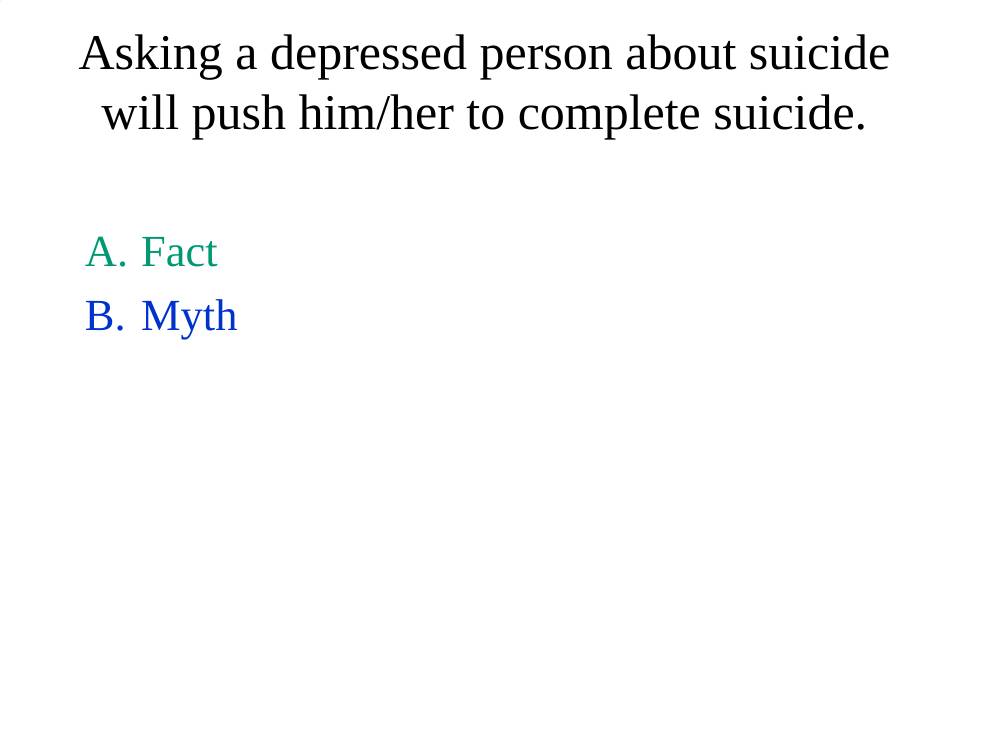 Asking a depressed person about suicide
will push him/her to complete suicide.
A. Fact
B. Myth